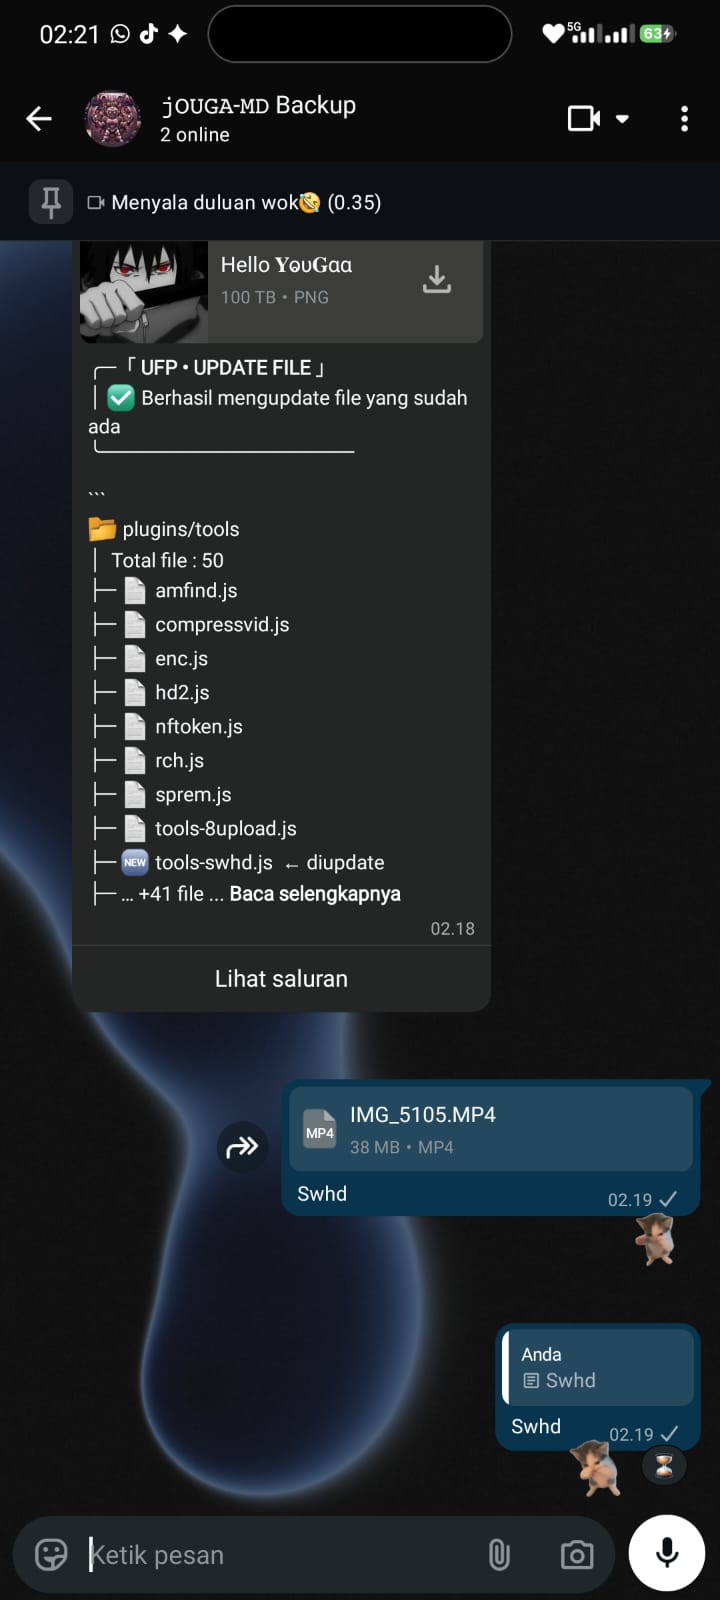 02:21
5G
63
jOUGA-MD Backup
2 online
Menyala duluan wok🤣 (0.35)
Hello YoυGαα
100 TB • PNG
╭─「 UFP • UPDATE FILE 」
│ ✅ Berhasil mengupdate file yang sudah
ada
╰────────────────
```
📂 plugins/tools
│ Total file : 50
├─ 📄 amfind.js
├─ 📄 compressvid.js
├─ 📄 enc.js
├─ 📄 hd2.js
├─ 📄 nftoken.js
├─ 📄 rch.js
├─ 📄 sprem.js
├─ 📄 tools-8upload.js
├─ 🆕 tools-swhd.js ← diupdate
├─ ... +41 file ... Baca selengkapnya
02.18
Lihat saluran
MP4
IMG_5105.MP4
38 MB • MP4
Swhd
02.19
Anda
Swhd
Swhd
02.19
Ketik pesan